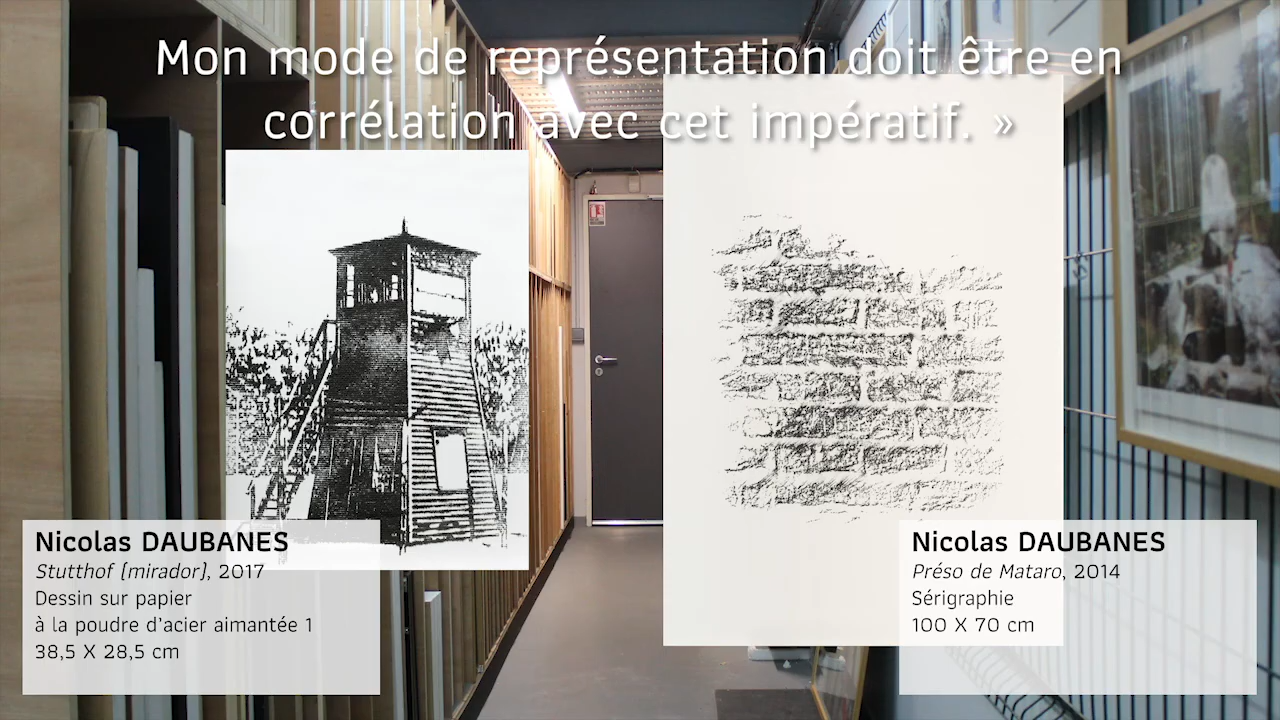 Mon mode de représentation doit être en
corrélation avec cet impératif. »
Nicolas DAUBANES
Stutthof (mirador), 2017
Dessin sur papier
à la poudre d’acier aimantée 1
38,5 X 28,5 cm
Nicolas DAUBANES
Préso de Mataro, 2014
Sérigraphie
100 X 70 cm